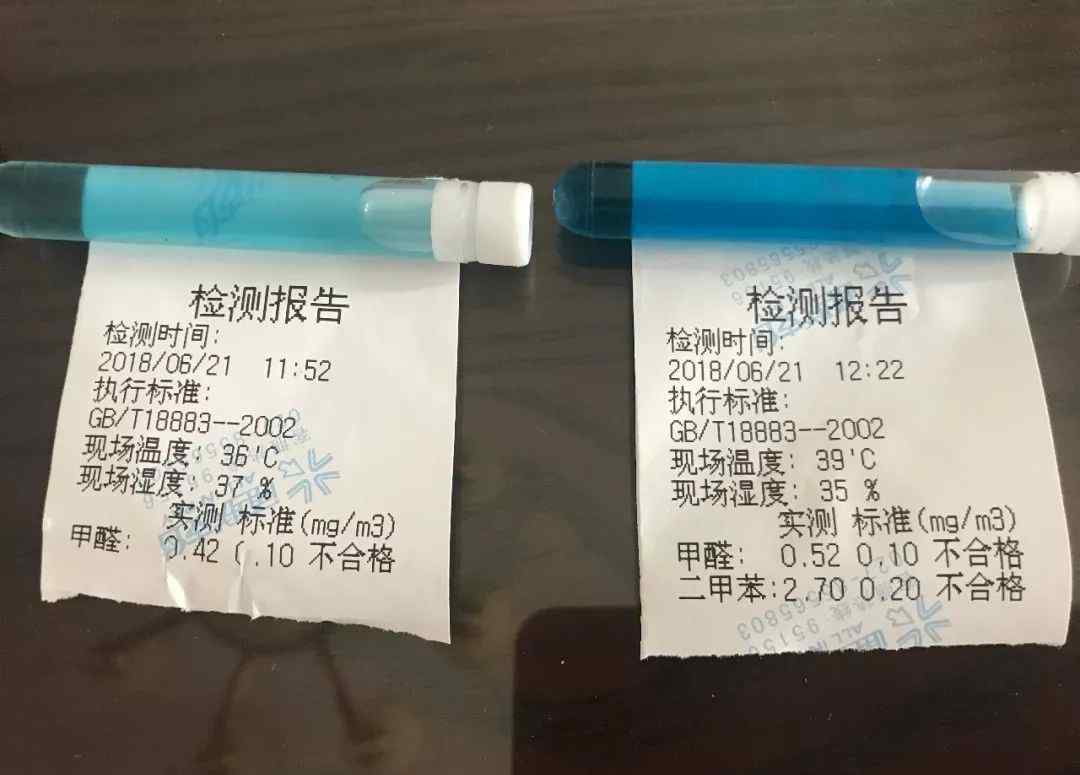 检测报告
检测时间:
2018/06/21 11:52
执行标准:
GB/T18883--2002
现场温度: 36'C
现场湿度: 37 %
实测 标准(mg/m3)
甲醛: 0.42 0.10 不合格
检测报告
检测时间:
2018/06/21 12:22
执行标准:
GB/T18883--2002
现场温度: 39'C
现场湿度: 35 %
实测 标准(mg/m3)
甲醛: 0.52 0.10 不合格
二甲苯:2.70 0.20 不合格